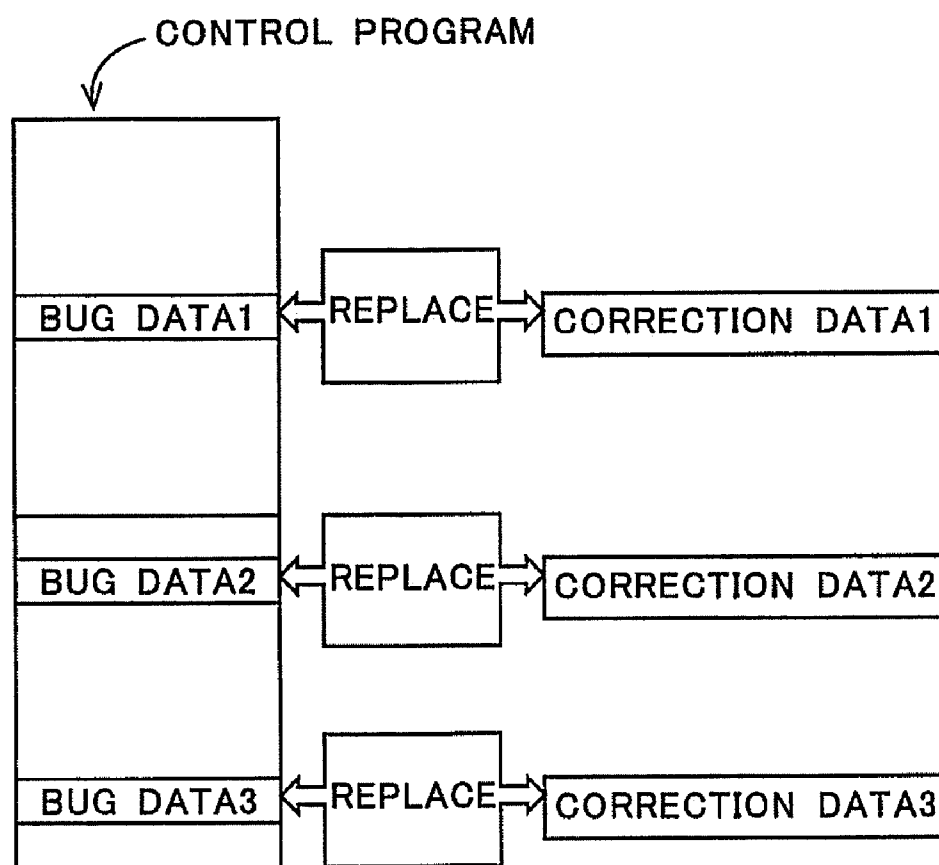 CONTROL PROGRAM
BUG DATA1
REPLACE
CORRECTION DATA1
BUG DATA2
REPLACE
CORRECTION DATA2
BUG DATA3
REPLACE
CORRECTION DATA3